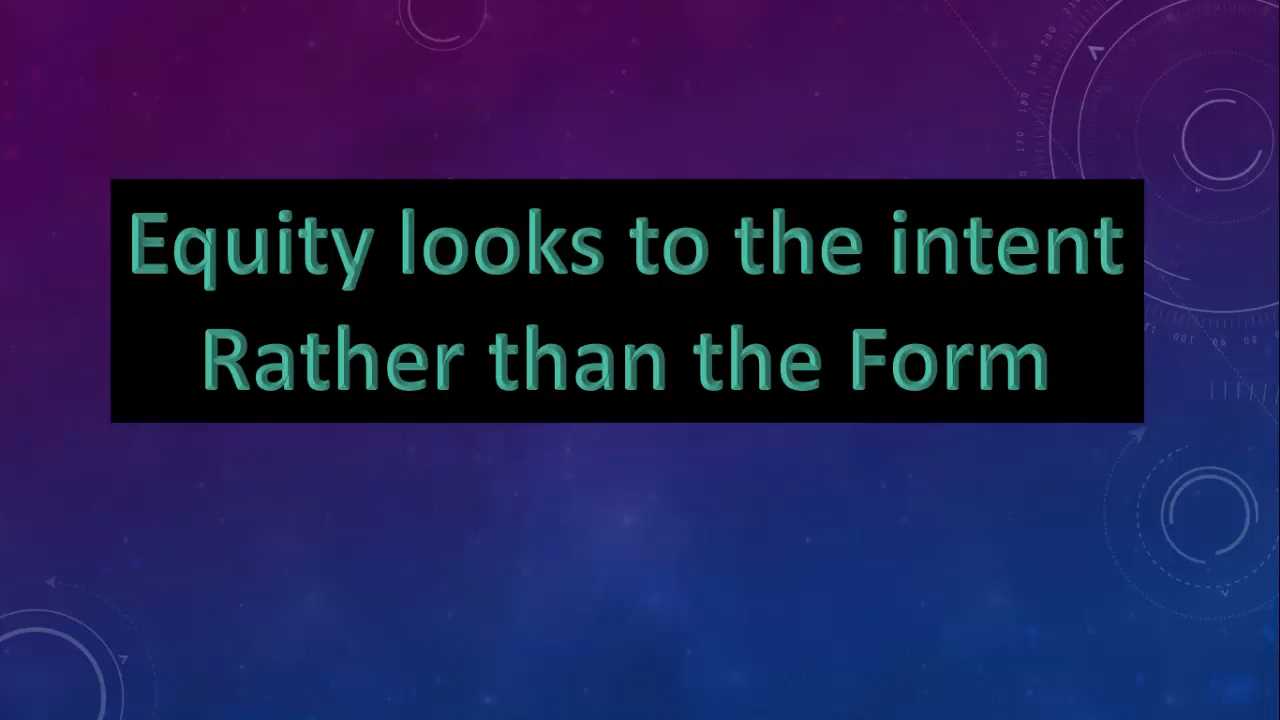 Equity looks to the intent
Rather than the Form